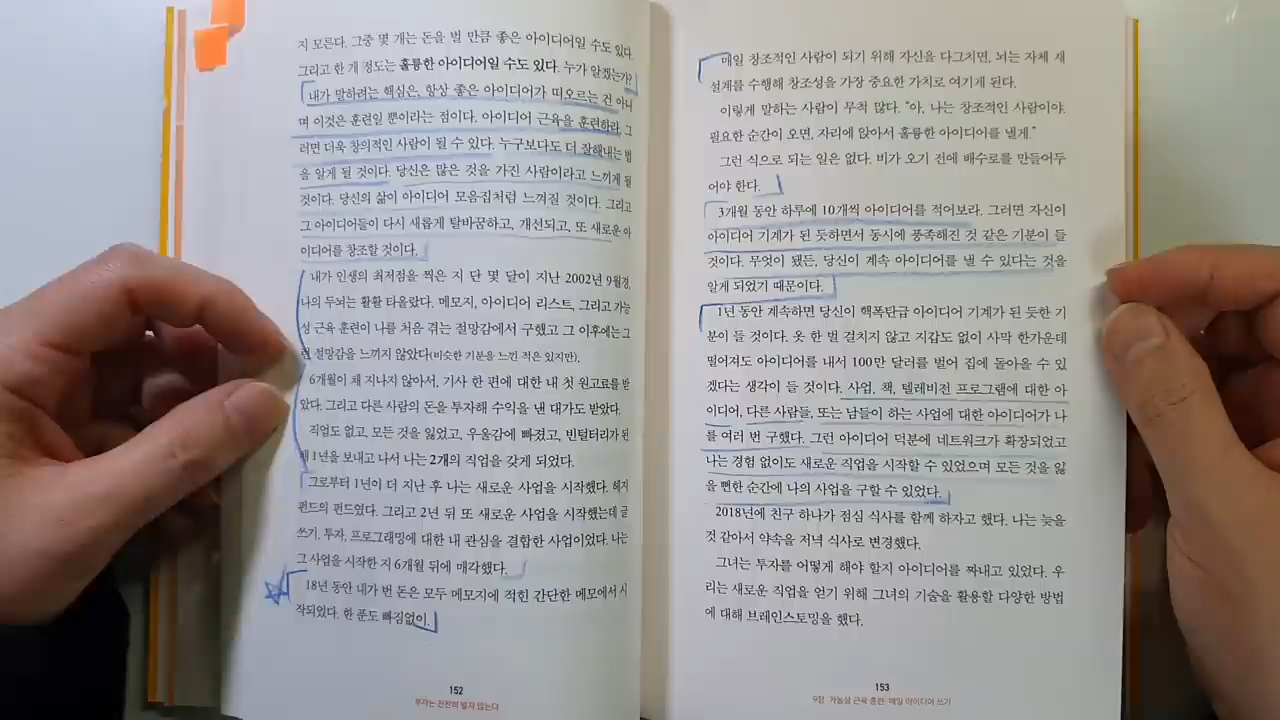 지 모른다. 그중 몇 개는 돈을 벌 만큼 좋은 아이디어일 수도 있다.
그리고 한 개 정도는 훌륭한 아이디어일 수도 있다. 누가 알겠는가?
내가 말하려는 핵심은, 항상 좋은 아이디어가 떠오르는 건 아니
며 이것은 훈련일 뿐이라는 점이다. 아이디어 근육을 훈련하라. 그
러면 더욱 창의적인 사람이 될 수 있다. 누구보다도 더 잘해내는 법
을 알게 될 것이다. 당신은 많은 것을 가진 사람이라고 느끼게 될
것이다. 당신의 삶이 아이디어 모음집처럼 느껴질 것이다. 그리고
그 아이디어들이 다시 새롭게 탈바꿈하고, 개선되고, 또 새로운 아
이디어를 창조할 것이다.
내가 인생의 최저점을 찍은 지 단 몇 달이 지난 2002년 9월경,
나의 두뇌는 활활 타올랐다. 메모지, 아이디어 리스트, 그리고 가능
성 근육 훈련이 나를 처음 겪는 절망감에서 구했고 그 이후에는 그
런 절망감을 느끼지 않았다(비슷한 기분을 느낀 적은 있지만).
6개월이 채 지나지 않아서, 기사 한 편에 대한 내 첫 원고료를 받
았다. 그리고 다른 사람의 돈을 투자해 수익을 낸 대가도 받았다.
직업도 없고, 모든 것을 잃었고, 우울감에 빠졌고, 빈털터리가 된
채 1년을 보내고 나서 나는 2개의 직업을 갖게 되었다.
그로부터 1년이 더 지난 후 나는 새로운 사업을 시작했다. 헤지
펀드의 펀드였다. 그리고 2년 뒤 또 새로운 사업을 시작했는데 글
쓰기, 투자, 프로그래밍에 대한 내 관심을 결합한 사업이었다. 나는
그 사업을 시작한 지 6개월 뒤에 매각했다.
18년 동안 내가 번 돈은 모두 메모지에 적힌 간단한 메모에서 시
작되었다. 한 푼도 빠짐없이.
152
부자는 천천히 벌지 않는다
매일 창조적인 사람이 되기 위해 자신을 다그치면, 뇌는 자체 재
설계를 수행해 창조성을 가장 중요한 가치로 여기게 된다.
이렇게 말하는 사람이 무척 많다. "아, 나는 창조적인 사람이야.
필요한 순간이 오면, 자리에 앉아서 훌륭한 아이디어를 낼게."
그런 식으로 되는 일은 없다. 비가 오기 전에 배수로를 만들어두
어야 한다.
3개월 동안 하루에 10개씩 아이디어를 적어보라. 그러면 자신이
아이디어 기계가 된 듯하면서 동시에 풍족해진 것 같은 기분이 들
것이다. 무엇이 됐든, 당신이 계속 아이디어를 낼 수 있다는 것을
알게 되었기 때문이다.
1년 동안 계속하면 당신이 핵폭탄급 아이디어 기계가 된 듯한 기
분이 들 것이다. 옷 한 벌 걸치지 않고 지갑도 없이 사막 한가운데
떨어져도 아이디어를 내서 100만 달러를 벌어 집에 돌아올 수 있
겠다는 생각이 들 것이다. 사업, 책, 텔레비전 프로그램에 대한 아
이디어, 다른 사람들, 또는 남들이 하는 사업에 대한 아이디어가 나
를 여러 번 구했다. 그런 아이디어 덕분에 네트워크가 확장되었고
나는 경험 없이도 새로운 직업을 시작할 수 있었으며 모든 것을 잃
을 뻔한 순간에 나의 사업을 구할 수 있었다.
2018년에 친구 하나가 점심 식사를 함께 하자고 했다. 나는 늦을
것 같아서 약속을 저녁 식사로 변경했다.
그녀는 투자를 어떻게 해야 할지 아이디어를 짜내고 있었다. 우
리는 새로운 직업을 얻기 위해 그녀의 기술을 활용할 다양한 방법
에 대해 브레인스토밍을 했다.
153
9장 가능성 근육 훈련: 매일 아이디어 쓰기